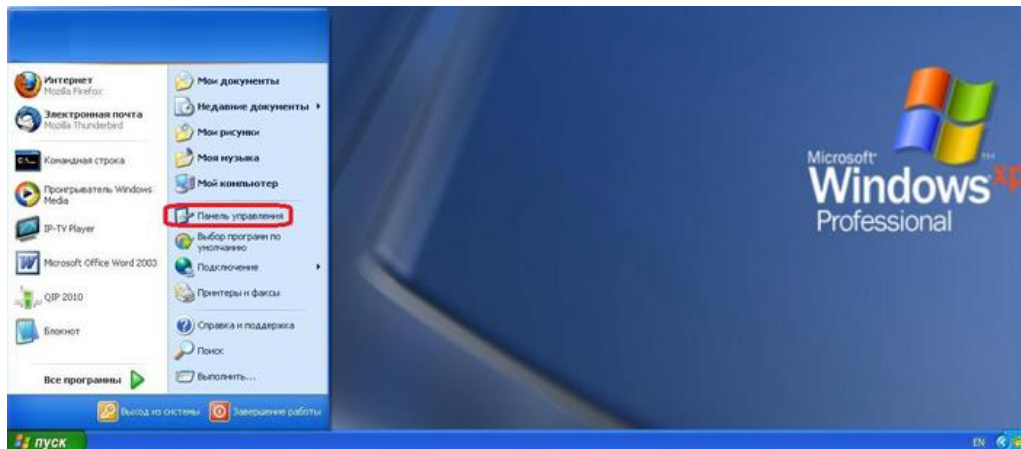 Интернет
Mozilla Firefox
Электронная почта
Mozilla Thunderbird
Командная строка
Проигрыватель Windows
Media
IP-TV Player
Microsoft Office Word 2003
QIP 2010
Блокнот
Все программы
Мои документы
Недавние документы
Мои рисунки
Моя музыка
Мой компьютер
Панель управления
Выбор программ по
умолчанию
Подключение
Принтеры и факсы
Справка и поддержка
Поиск
Выполнить...
Выход из системы
Завершение работы
пуск
Microsoft
Windows xp
Professional
EN